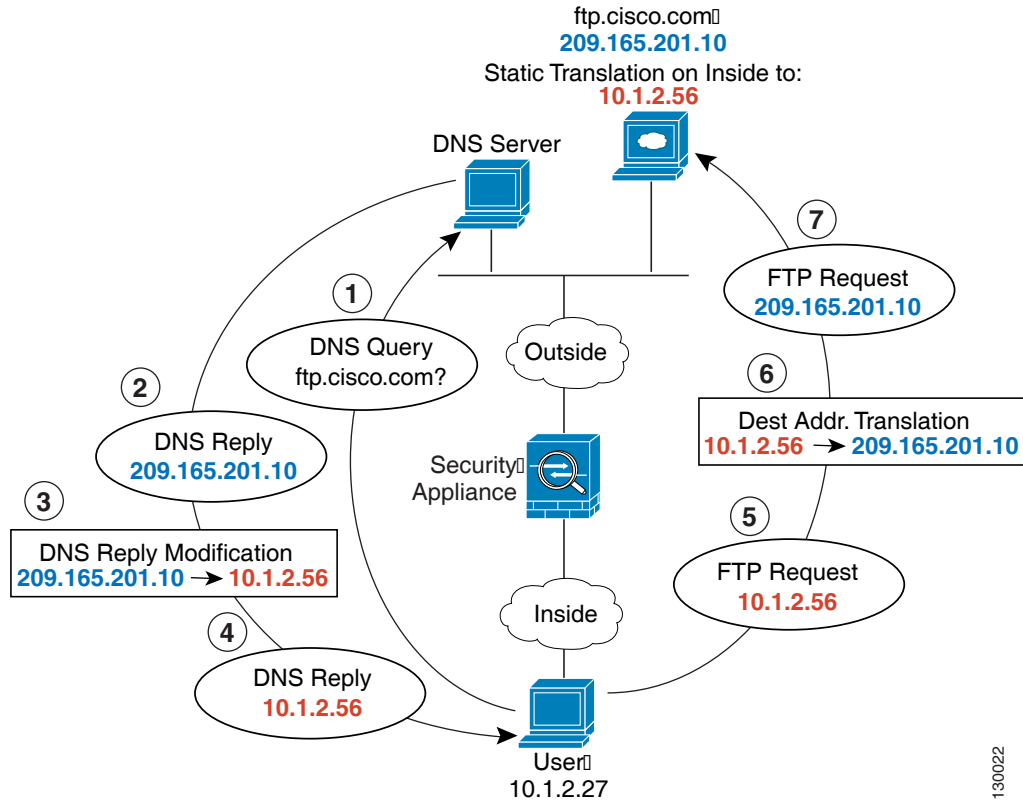 ftp.cisco.com
209.165.201.10
Static Translation on Inside to:
10.1.2.56
DNS Server
7
FTP Request
209.165.201.10
1
DNS Query
ftp.cisco.com?
Outside
2
DNS Reply
209.165.201.10
6
Dest Addr. Translation
10.1.2.56 → 209.165.201.10
Security
Appliance
3
DNS Reply Modification
209.165.201.10 → 10.1.2.56
5
FTP Request
10.1.2.56
Inside
4
DNS Reply
10.1.2.56
User
10.1.2.27
130022